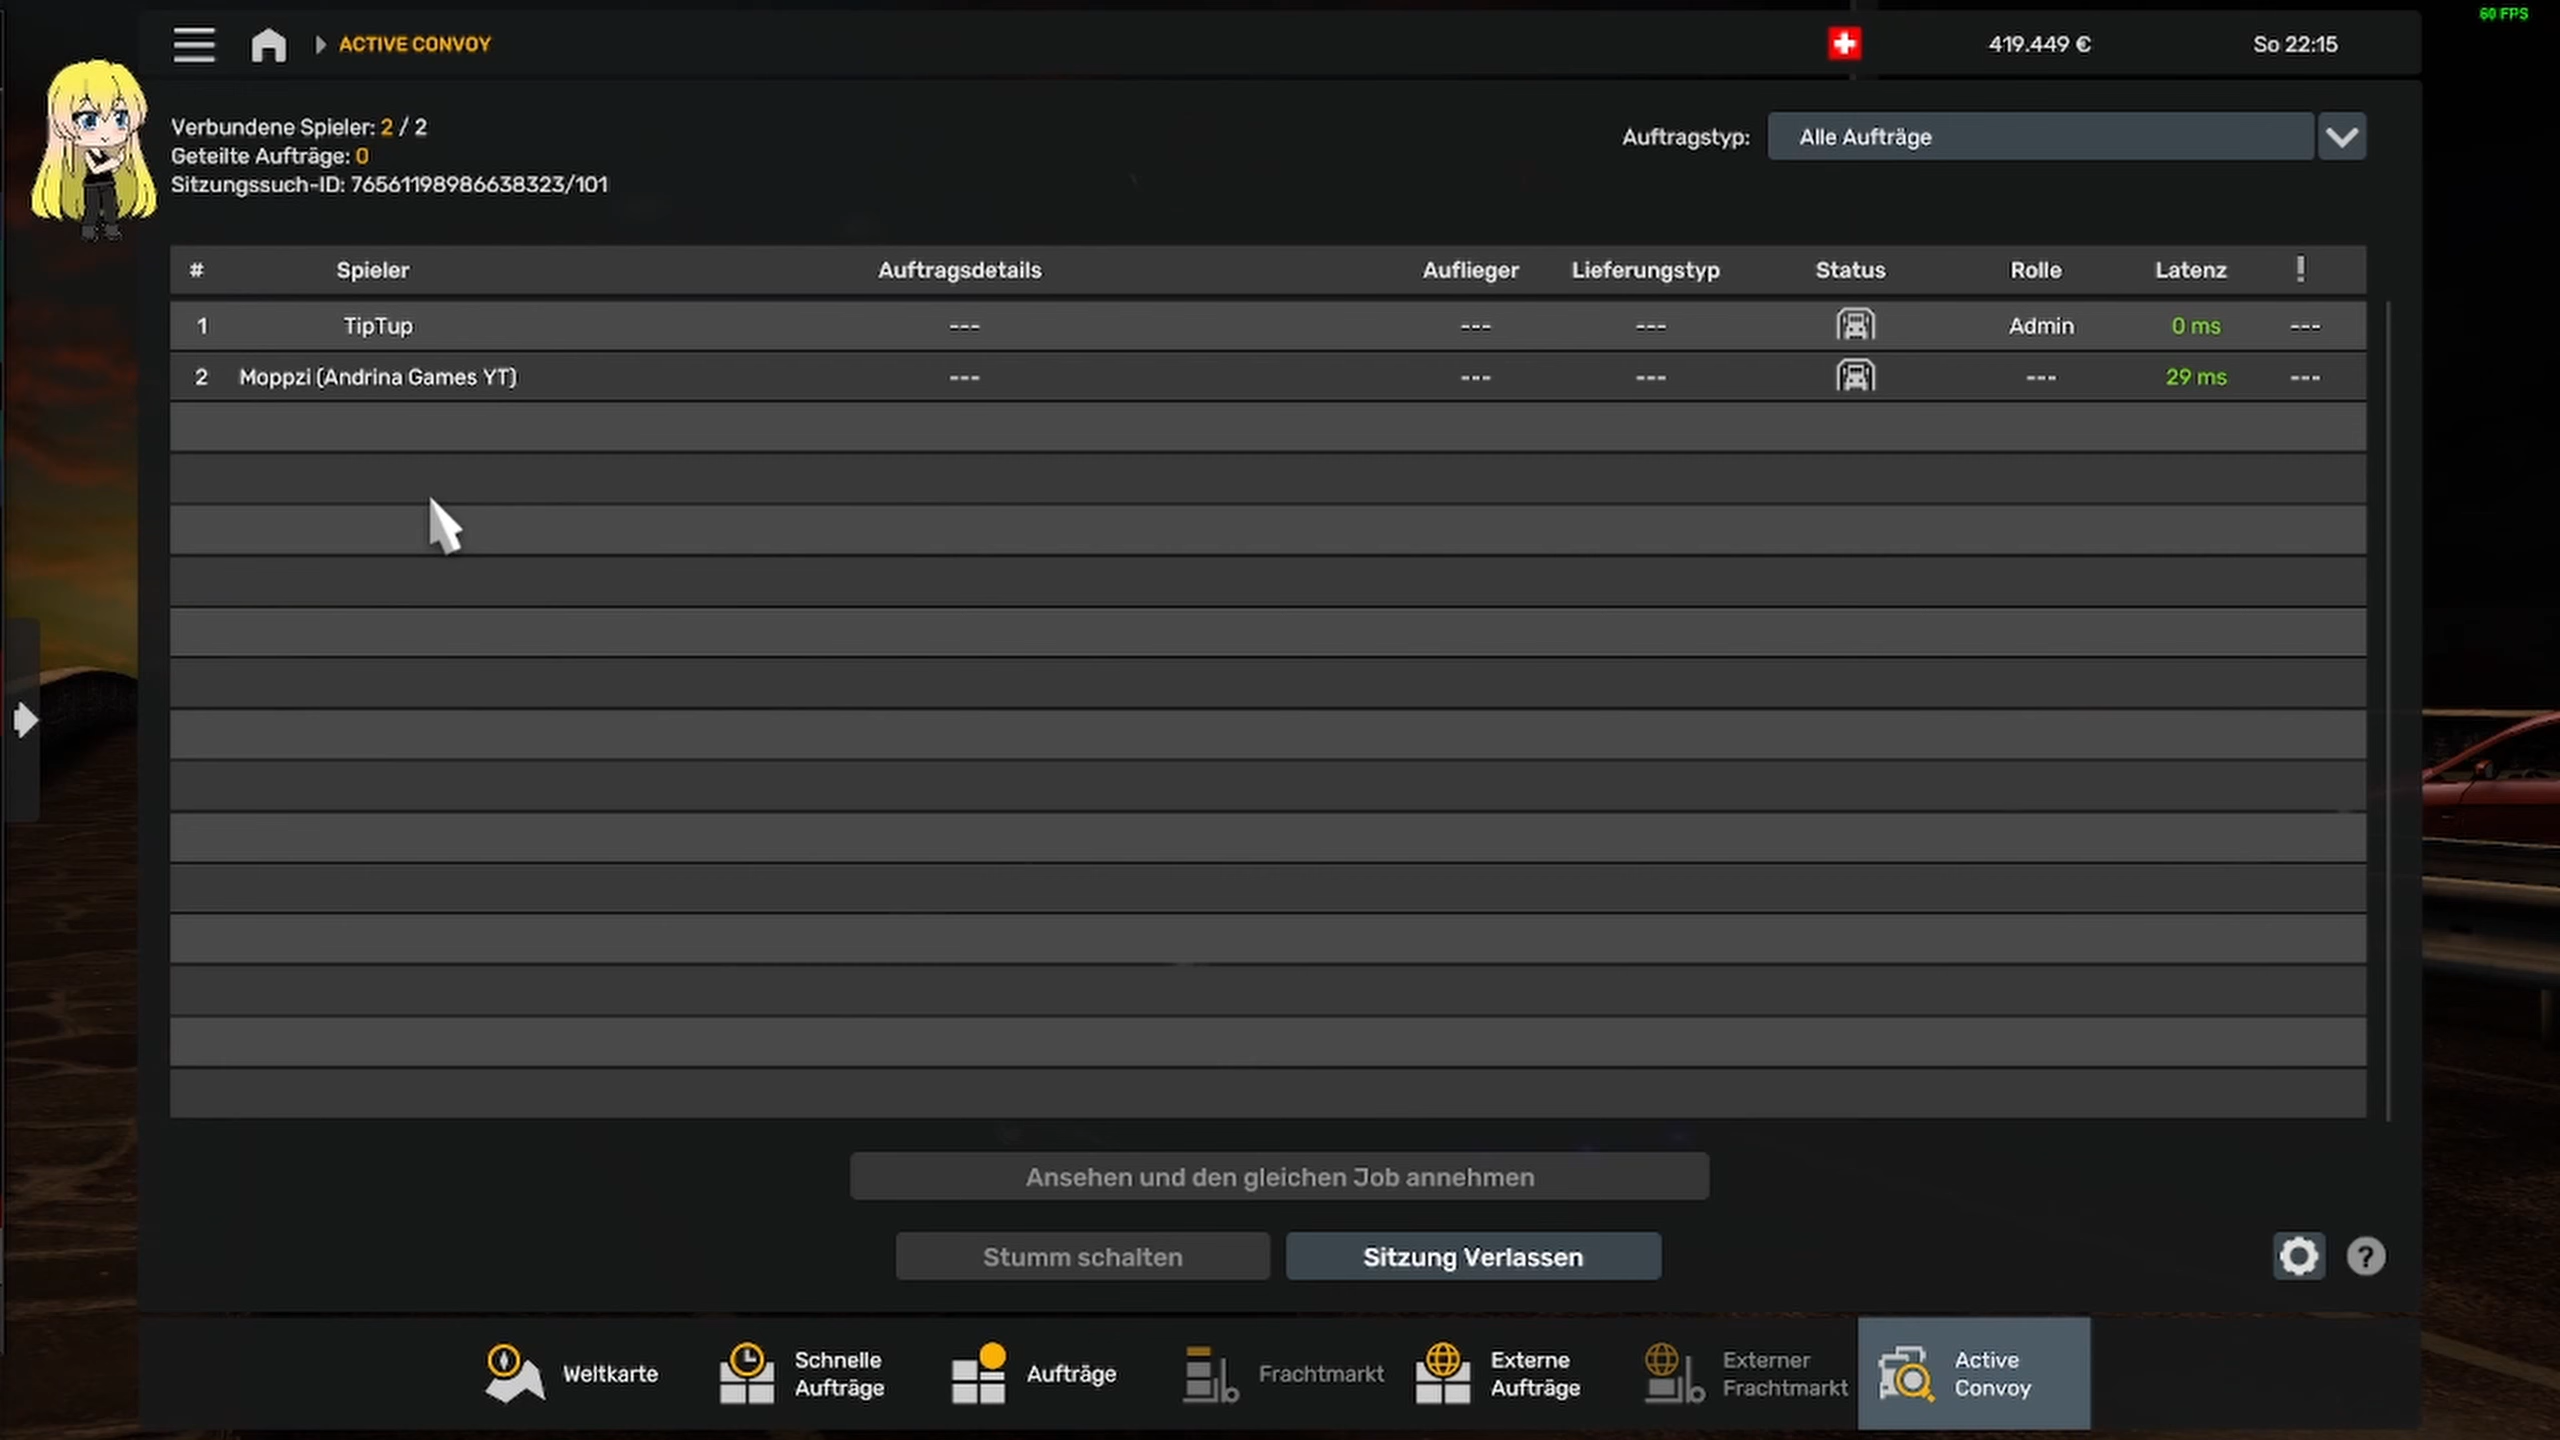 60 FPS
ACTIVE CONVOY
419.449 €
So 22:15
Verbundene Spieler: 2 / 2
Geteilte Aufträge: 0
Sitzungssuch-ID: 76561198986638323/101
Auftragstyp: Alle Aufträge
# Spieler Auftragsdetails Auflieger Lieferungstyp Status Rolle Latenz !
1 TipTup --- --- --- Admin 0 ms ---
2 Moppzi (Andrina Games YT) --- --- --- --- 29 ms ---
Ansehen und den gleichen Job annehmen
Stumm schalten
Sitzung Verlassen
?
Weltkarte
Schnelle
Aufträge
Aufträge
Frachtmarkt
Externe
Aufträge
Externer
Frachtmarkt
Active
Convoy